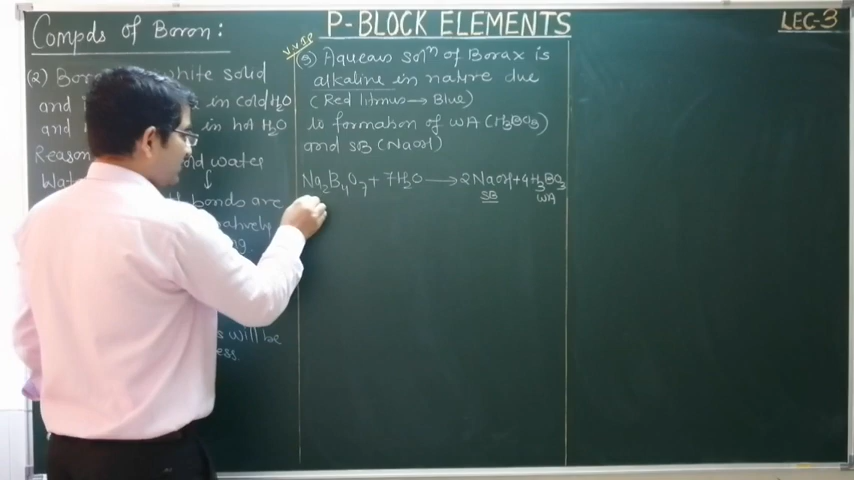 P-BLOCK ELEMENTS
LEC-3
Compds of Boron:
(2) Bor white solid
and in cold H2O
and in hot H2O
Reason old water
Wat
bonds are
atively
ng.
s will be
ess.
V.V.IP
(3) Aqueous solⁿ of Borax is
alkaline in nature due
(Red litmus → Blue)
to formation of WA (H3BO3)
and SB (NaOH)
Na2B4O7 + 7H2O → 2NaOH + 4H3BO3
SB WA